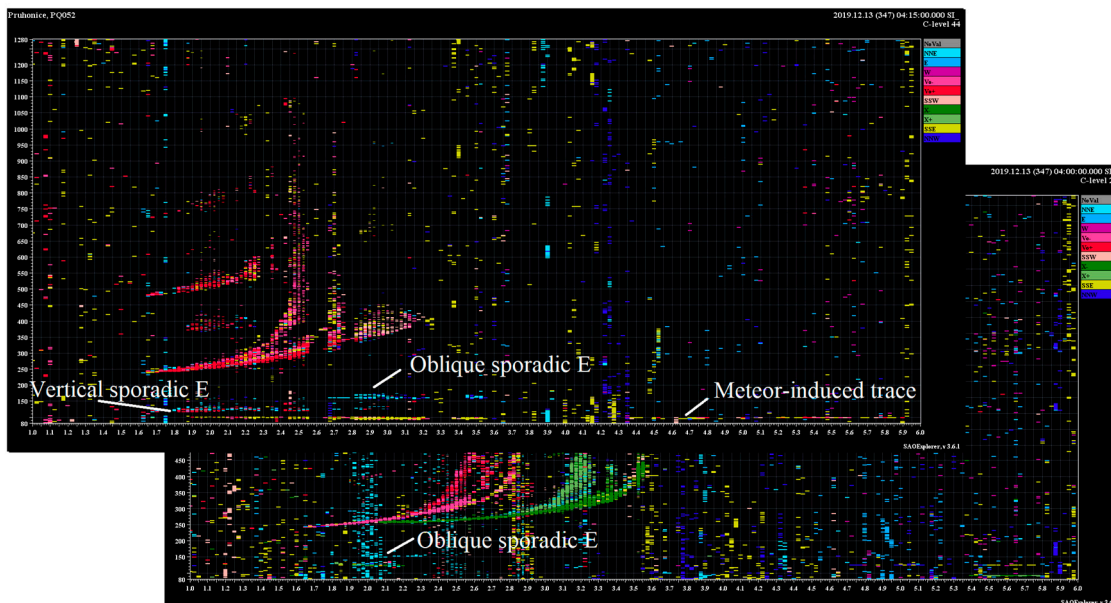 Pruhonice, PQ052
2019.12.13 (347) 04:15:00.000 SI_
C-level 44
NoVal
NNE
E
W
Vo-
Vo+
SSW
X-
X+
SSE
NNW
1280
1200
1100
1000
900
800
700
650
600
550
500
450
400
350
300
250
200
150
80
Oblique sporadic E
Vertical sporadic E
Meteor-induced trace
1.0 1.1 1.2 1.3 1.4 1.5 1.6 1.7 1.8 1.9 2.0 2.1 2.2 2.3 2.4 2.5 2.6 2.7 2.8 2.9 3.0 3.1 3.2 3.3 3.4 3.5 3.6 3.7 3.8 3.9 4.0 4.1 4.2 4.3 4.4 4.5 4.6 4.7 4.8 4.9 5.0 5.1 5.2 5.3 5.4 5.5 5.6 5.7 5.8 5.9 6.0
SAOExplorer, v 3.6.1
2019.12.13 (347) 04:00:00.000 SI
C-level
NoVal
NNE
E
W
Vo-
Vo+
SSW
X-
X+
SSE
NNW
450
400
350
300
250
200
150
80
Oblique sporadic E
1.0 1.1 1.2 1.3 1.4 1.5 1.6 1.7 1.8 1.9 2.0 2.1 2.2 2.3 2.4 2.5 2.6 2.7 2.8 2.9 3.0 3.1 3.2 3.3 3.4 3.5 3.6 3.7 3.8 3.9 4.0 4.1 4.2 4.3 4.4 4.5 4.6 4.7 4.8 4.9 5.0 5.1 5.2 5.3 5.4 5.5 5.6 5.7 5.8 5.9 6.0